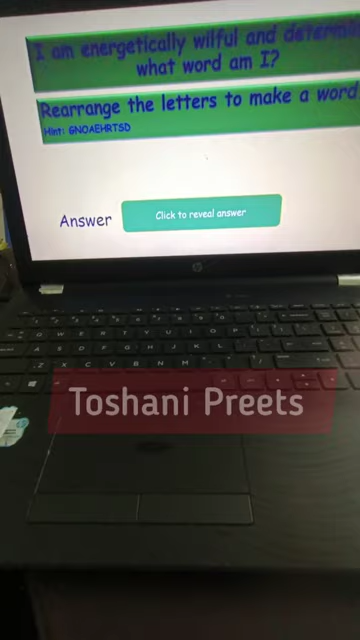 I am energetically wilful and
what word am I?
Rearrange the letters to make a word
Hint: GNOAEHRTSD
Answer
Click to reveal answer
hp
Toshani Preets